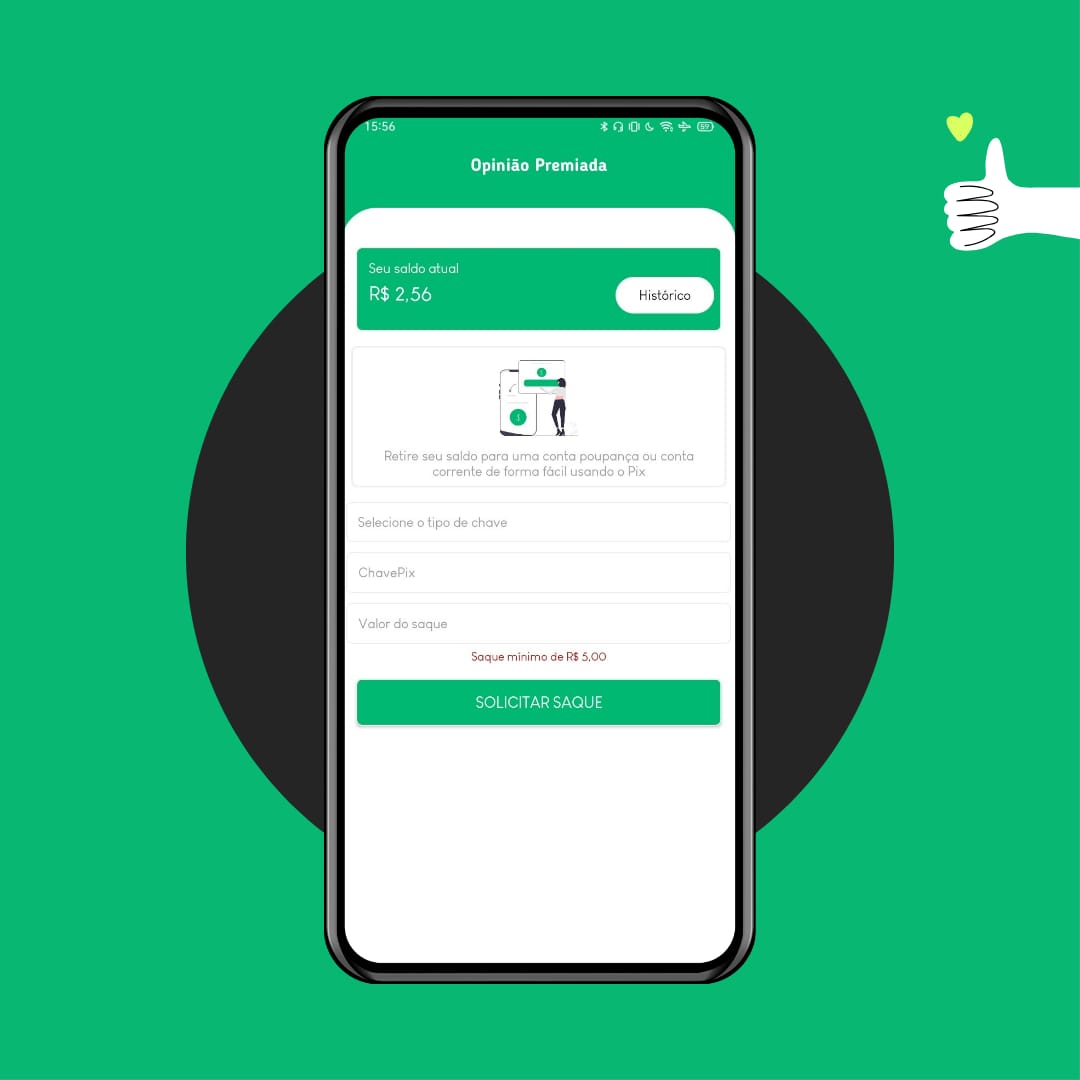 15:56
59
Opinião Premiada
Seu saldo atual
R$ 2,56
Histórico
Retire seu saldo para uma conta poupança ou conta
corrente de forma fácil usando o Pix
Selecione o tipo de chave
ChavePix
Valor do saque
Saque mínimo de R$ 5,00
SOLICITAR SAQUE